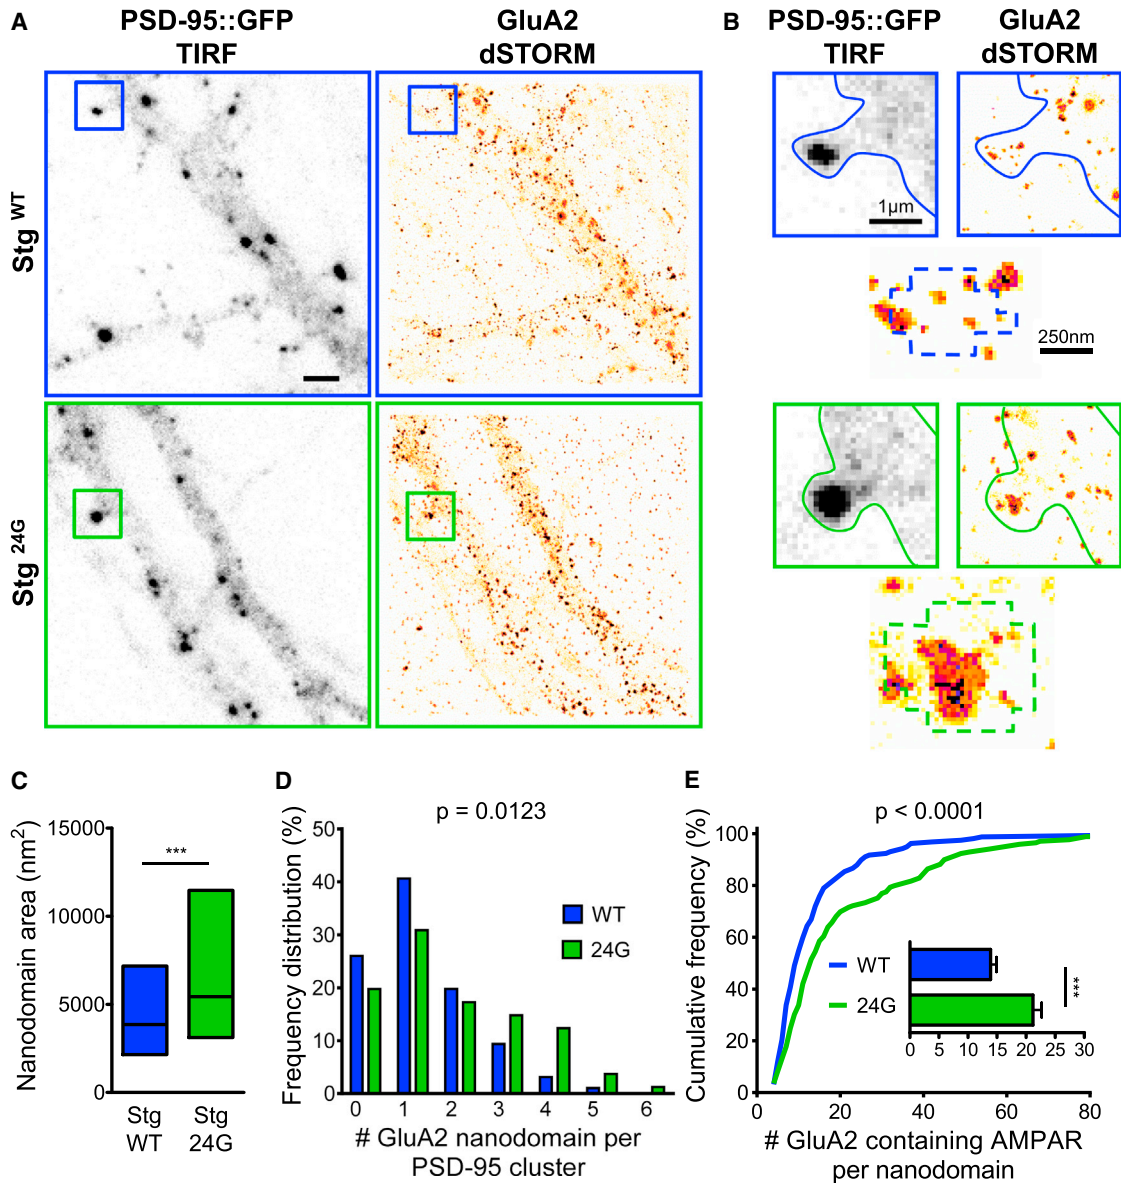 A
PSD-95::GFP
TIRF
GluA2
dSTORM
B
PSD-95::GFP
TIRF
GluA2
dSTORM
Stg WT
Stg 24G
1µm
250nm
C
Nanodomain area (nm2)
15000
10000
5000
0
***
Stg
WT
Stg
24G
D
p = 0.0123
Frequency distribution (%)
50
40
30
20
10
0
WT
24G
0 1 2 3 4 5 6
# GluA2 nanodomain per
PSD-95 cluster
E
p < 0.0001
Cumulative frequency (%)
100
80
60
40
20
0
WT
24G
***
0 5 10 15 20 25 30
0 20 40 60 80
# GluA2 containing AMPAR
per nanodomain